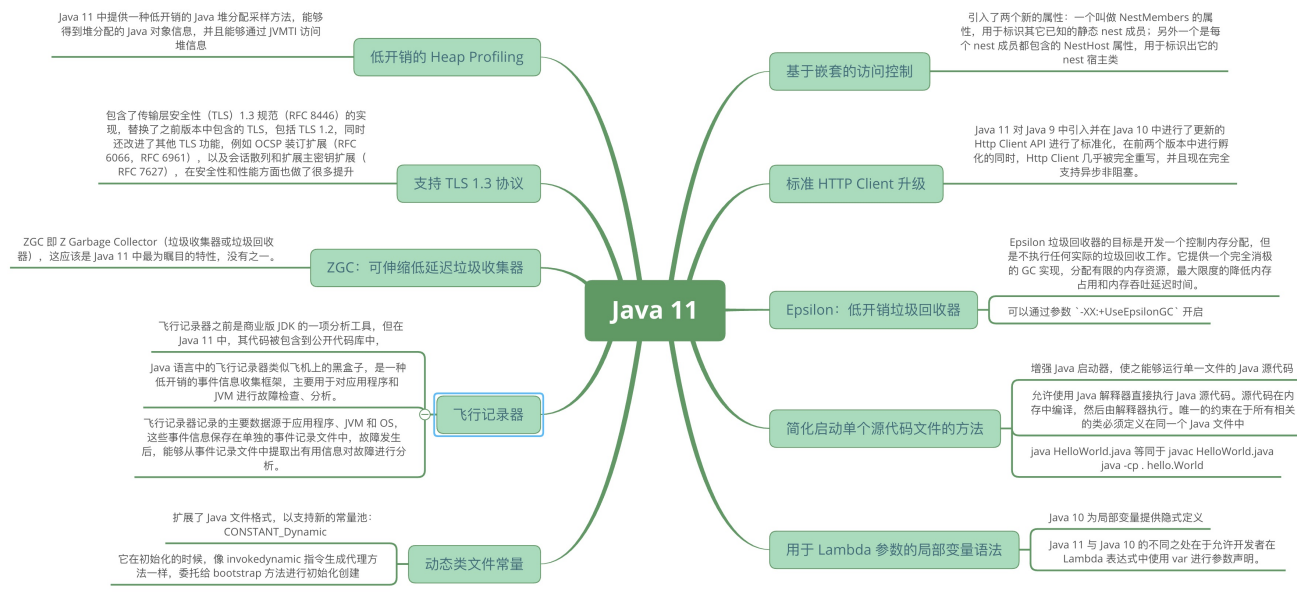 Java 11
Java 11 中提供一种低开销的 Java 堆分配采样方法，能够
得到堆分配的 Java 对象信息，并且能够通过 JVMTI 访问
堆信息
低开销的 Heap Profiling
包含了传输层安全性（TLS）1.3 规范（RFC 8446）的实
现，替换了之前版本中包含的 TLS，包括 TLS 1.2，同时
还改进了其他 TLS 功能，例如 OCSP 装订扩展（RFC
6066，RFC 6961），以及会话散列和扩展主密钥扩展（
RFC 7627），在安全性和性能方面也做了很多提升
支持 TLS 1.3 协议
ZGC 即 Z Garbage Collector（垃圾收集器或垃圾回收
器），这应该是 Java 11 中最为瞩目的特性，没有之一。
ZGC：可伸缩低延迟垃圾收集器
飞行记录器之前是商业版 JDK 的一项分析工具，但在
Java 11 中，其代码被包含到公开代码库中，
Java 语言中的飞行记录器类似飞机上的黑盒子，是一种
低开销的事件信息收集框架，主要用于对应用程序和
JVM 进行故障检查、分析。
飞行记录器记录的主要数据源于应用程序、JVM 和 OS，
这些事件信息保存在单独的事件记录文件中，故障发生
后，能够从事件记录文件中提取出有用信息对故障进行分
析。
飞行记录器
扩展了 Java 文件格式，以支持新的常量池：
CONSTANT_Dynamic
它在初始化的时候，像 invokedynamic 指令生成代理方
法一样，委托给 bootstrap 方法进行初始化创建
动态类文件常量
基于嵌套的访问控制
引入了两个新的属性：一个叫做 NestMembers 的属
性，用于标识其它已知的静态 nest 成员；另外一个是每
个 nest 成员都包含的 NestHost 属性，用于标识出它的
nest 宿主类
标准 HTTP Client 升级
Java 11 对 Java 9 中引入并在 Java 10 中进行了更新的
Http Client API 进行了标准化，在前两个版本中进行孵
化的同时，Http Client 几乎被完全重写，并且现在完全
支持异步非阻塞。
Epsilon：低开销垃圾回收器
Epsilon 垃圾回收器的目标是开发一个控制内存分配，但
是不执行任何实际的垃圾回收工作。它提供一个完全消极
的 GC 实现，分配有限的内存资源，最大限度的降低内存
占用和内存吞吐延迟时间。
可以通过参数 `-XX:+UseEpsilonGC` 开启
简化启动单个源代码文件的方法
增强 Java 启动器，使之能够运行单一文件的 Java 源代码
允许使用 Java 解释器直接执行 Java 源代码。源代码在内
存中编译，然后由解释器执行。唯一的约束在于所有相关
的类必须定义在同一个 Java 文件中
java HelloWorld.java 等同于 javac HelloWorld.java
java -cp . hello.World
用于 Lambda 参数的局部变量语法
Java 10 为局部变量提供隐式定义
Java 11 与 Java 10 的不同之处在于允许开发者在
Lambda 表达式中使用 var 进行参数声明。